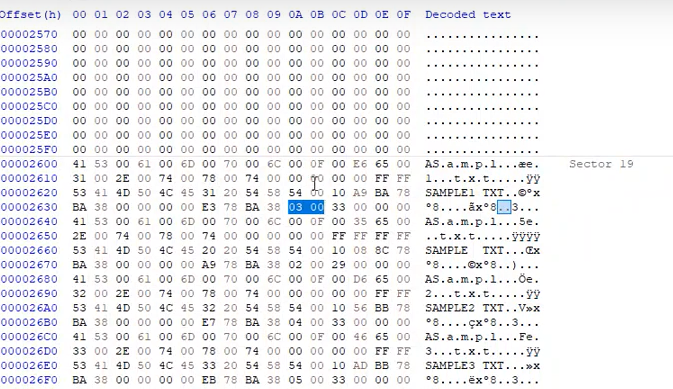 Offset(h) 00 01 02 03 04 05 06 07 08 09 0A 0B 0C 0D 0E 0F Decoded text
00002570 00 00 00 00 00 00 00 00 00 00 00 00 00 00 00 00 ................
00002580 00 00 00 00 00 00 00 00 00 00 00 00 00 00 00 00 ................
00002590 00 00 00 00 00 00 00 00 00 00 00 00 00 00 00 00 ................
000025A0 00 00 00 00 00 00 00 00 00 00 00 00 00 00 00 00 ................
000025B0 00 00 00 00 00 00 00 00 00 00 00 00 00 00 00 00 ................
000025C0 00 00 00 00 00 00 00 00 00 00 00 00 00 00 00 00 ................
000025D0 00 00 00 00 00 00 00 00 00 00 00 00 00 00 00 00 ................
000025E0 00 00 00 00 00 00 00 00 00 00 00 00 00 00 00 00 ................
000025F0 00 00 00 00 00 00 00 00 00 00 00 00 00 00 00 00 ................
00002600 41 53 00 61 00 6D 00 70 00 6C 00 0F 00 E6 65 00 AS.a.m.p.l...æe. Sector 19
00002610 31 00 2E 00 74 00 78 00 74 00 00 00 00 00 FF FF 1...t.x.t.....ÿÿ
00002620 53 41 4D 50 4C 45 31 20 54 58 54 00 10 A9 BA 78 SAMPLE1 TXT..©ºx
00002630 BA 38 00 00 00 00 E3 78 BA 38 03 00 33 00 00 00 º8....ãxº8..3...
00002640 41 53 00 61 00 6D 00 70 00 6C 00 0F 00 35 65 00 AS.a.m.p.l...5e.
00002650 2E 00 74 00 78 00 74 00 00 00 00 00 FF FF FF FF ..t.x.t.....ÿÿÿÿ
00002660 53 41 4D 50 4C 45 20 20 54 58 54 00 10 08 8C 78 SAMPLE  TXT...Œx
00002670 BA 38 00 00 00 00 A9 78 BA 38 02 00 29 00 00 00 º8....©xº8..)...
00002680 41 53 00 61 00 6D 00 70 00 6C 00 0F 00 D6 65 00 AS.a.m.p.l...Öe.
00002690 32 00 2E 00 74 00 78 00 74 00 00 00 00 00 FF FF 2...t.x.t.....ÿÿ
000026A0 53 41 4D 50 4C 45 32 20 54 58 54 00 10 56 BB 78 SAMPLE2 TXT..V»x
000026B0 BA 38 00 00 00 00 E7 78 BA 38 04 00 33 00 00 00 º8....çxº8..3...
000026C0 41 53 00 61 00 6D 00 70 00 6C 00 0F 00 46 65 00 AS.a.m.p.l...Fe.
000026D0 33 00 2E 00 74 00 78 00 74 00 00 00 00 00 FF FF 3...t.x.t.....ÿÿ
000026E0 53 41 4D 50 4C 45 33 20 54 58 54 00 10 AD BB 78 SAMPLE3 TXT...»x
000026F0 BA 38 00 00 00 00 EB 78 BA 38 05 00 33 00 00 00 º8....ëxº8..3...